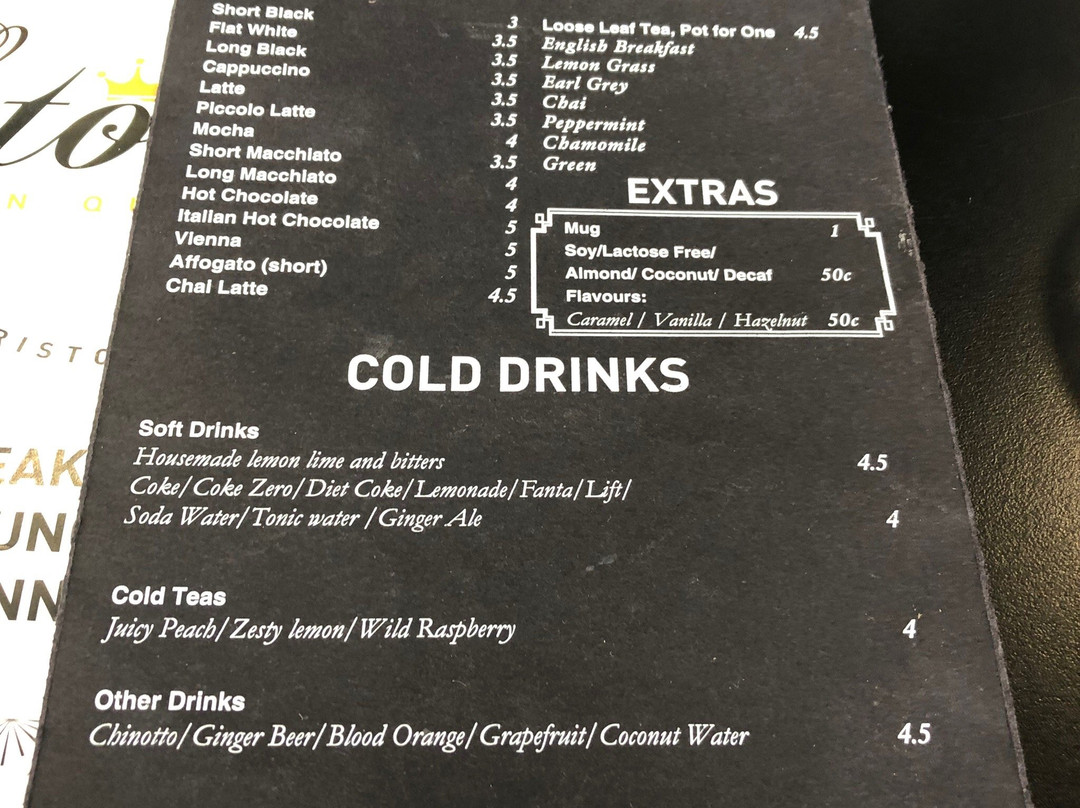 Short Black 3
Flat White 3.5
Long Black 3.5
Cappuccino 3.5
Latte 3.5
Piccolo Latte 3.5
Mocha 4
Short Macchiato 3.5
Long Macchiato 4
Hot Chocolate 4
Italian Hot Chocolate 5
Vienna 5
Affogato (short) 5
Chai Latte 4.5
Loose Leaf Tea, Pot for One 4.5
English Breakfast
Lemon Grass
Earl Grey
Chai
Peppermint
Chamomile
Green
EXTRAS
Mug 1
Soy/Lactose Free/
Almond/ Coconut/ Decaf 50c
Flavours:
Caramel / Vanilla / Hazelnut 50c
COLD DRINKS
Soft Drinks
Housemade lemon lime and bitters 4.5
Coke/ Coke Zero/ Diet Coke/ Lemonade/ Fanta/ Lift/
Soda Water/ Tonic water / Ginger Ale 4
Cold Teas
Juicy Peach/ Zesty lemon/ Wild Raspberry 4
Other Drinks
Chinotto/ Ginger Beer/ Blood Orange/ Grapefruit/ Coconut Water 4.5